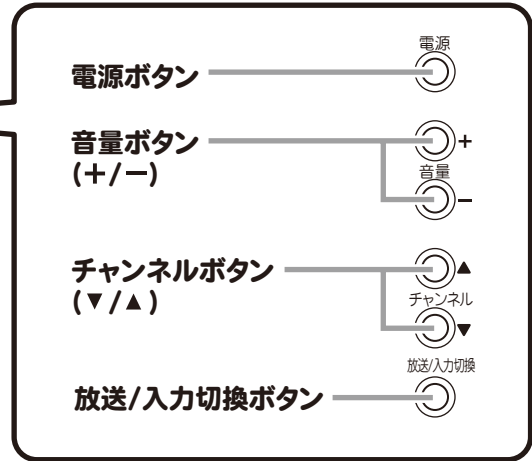 電源
電源ボタン
音量ボタン
(＋/－)
＋
音量
－
チャンネルボタン
(▼/▲)
▲
チャンネル
▼
放送/入力切換
放送/入力切換ボタン